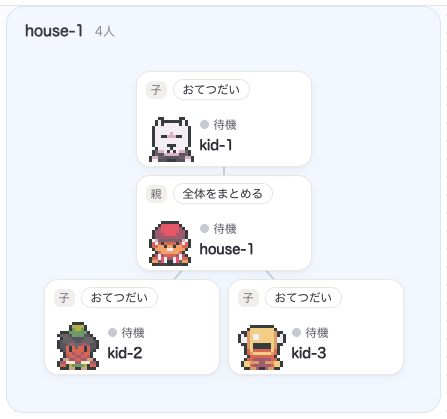 house-1 4人
子 おてつだい
待機
kid-1
親 全体をまとめる
待機
house-1
子 おてつだい
待機
kid-2
子 おてつだい
待機
kid-3